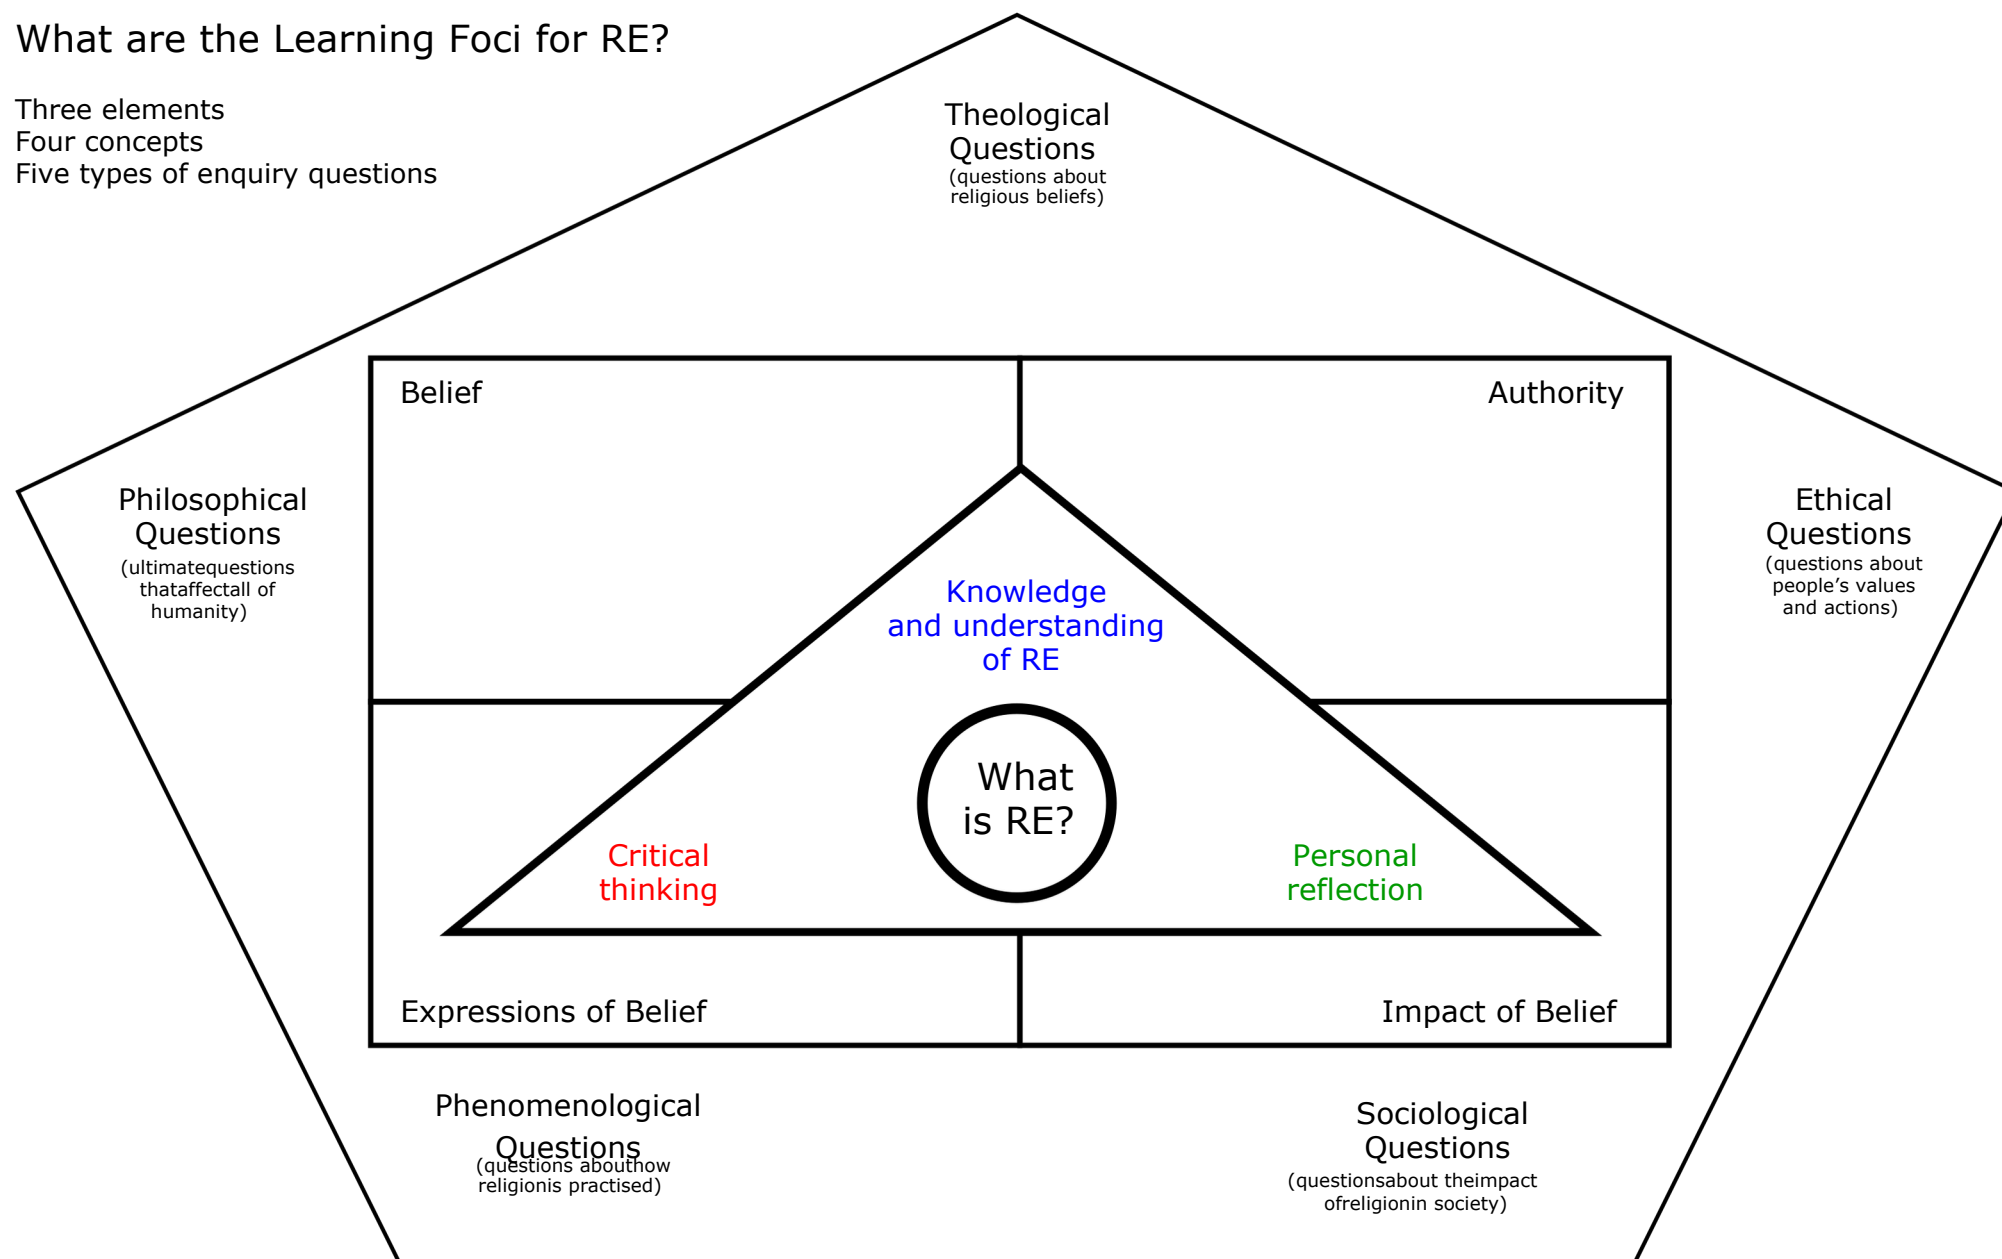 What are the Learning Foci for RE?
Three elements
Four concepts
Five types of enquiry questions
Theological
Questions
(questions about
religious beliefs)
Belief
Authority
Philosophical
Questions
(ultimatequestions
thataffectall of
humanity)
Ethical
Questions
(questions about
people’s values
and actions)
Knowledge
and understanding
of RE
What
is RE?
Critical
thinking
Personal
reflection
Expressions of Belief
Impact of Belief
Phenomenological
Questions
(questions abouthow
religionis practised)
Sociological
Questions
(questionsabout theimpact
ofreligionin society)